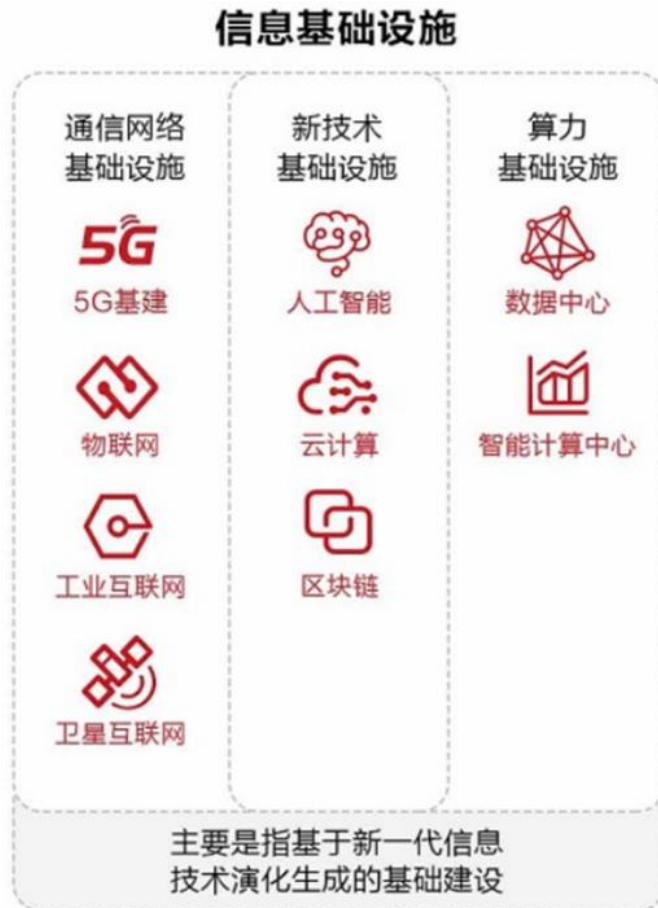 信息基础设施
通信网络
基础设施
5G
5G基建
物联网
工业互联网
卫星互联网
新技术
基础设施
人工智能
云计算
区块链
算力
基础设施
数据中心
智能计算中心
主要是指基于新一代信息
技术演化生成的基础建设